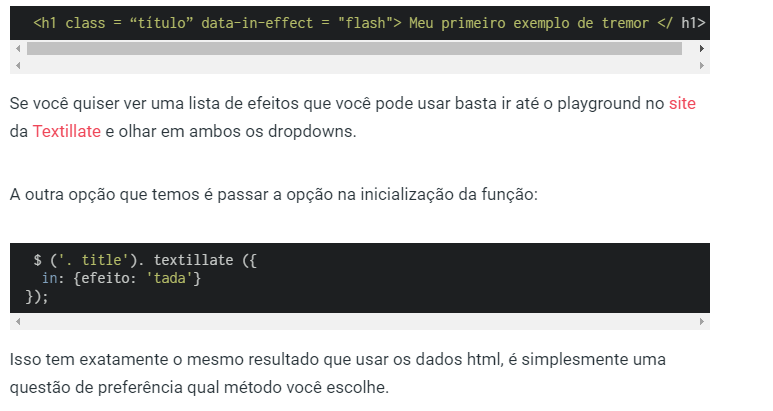 <h1 class = “título” data-in-effect = "flash"> Meu primeiro exemplo de tremor </ h1>
Se você quiser ver uma lista de efeitos que você pode usar basta ir até o playground no site
da Textillate e olhar em ambos os dropdowns.
A outra opção que temos é passar a opção na inicialização da função:
$ ('. title'). textillate ({
in: {efeito: 'tada'}
});
Isso tem exatamente o mesmo resultado que usar os dados html, é simplesmente uma
questão de preferência qual método você escolhe.